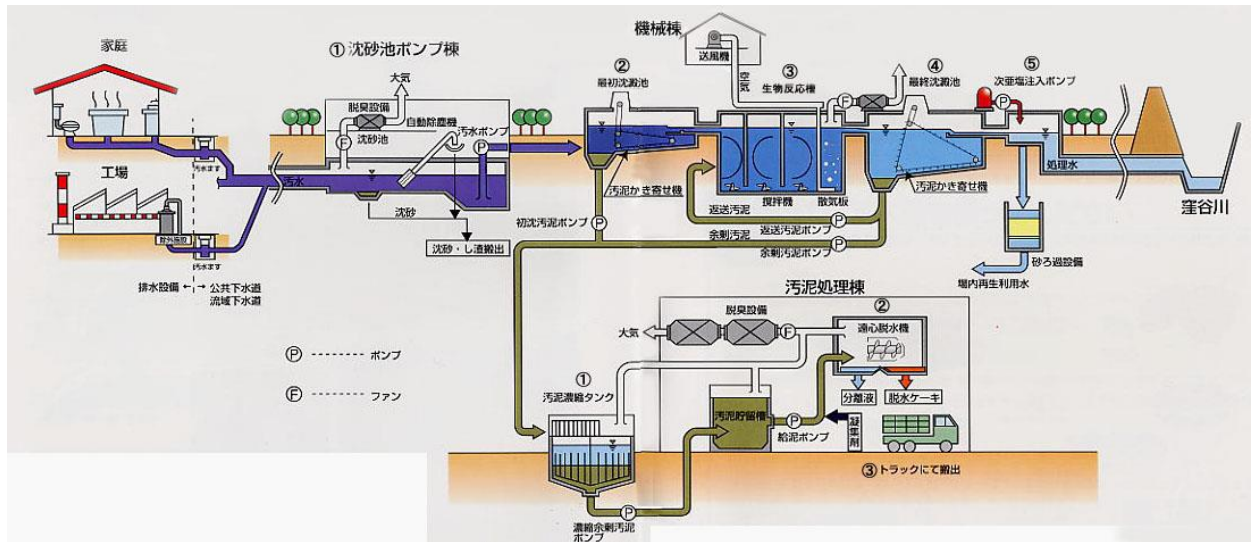 家庭
①沈砂池ポンプ棟
大気
脱臭設備
自動除塵機
沈砂池
汚水ポンプ
F
P
工場
汚水ます
汚水
除外施設
汚水ます
沈砂
沈砂・し渣搬出
排水設備
公共下水道
流域下水道
機械棟
送風機
空気
②
最初沈澱池
③
生物反応槽
F
④
最終沈澱池
⑤
次亜塩注入ポンプ
P
汚泥かき寄せ機
撹拌機
散気板
汚泥かき寄せ機
処理水
窪谷川
初沈汚泥ポンプ
P
返送汚泥
P
返送汚泥ポンプ
余剰汚泥
P
余剰汚泥ポンプ
砂ろ過設備
場内再生利用水
P ポンプ
F ファン
汚泥処理棟
大気
脱臭設備
F
②
遠心脱水機
分離液
脱水ケーキ
①
汚泥濃縮タンク
汚泥貯留槽
P
給泥ポンプ
凝集剤
③トラックにて搬出
P
濃縮余剰汚泥
ポンプ